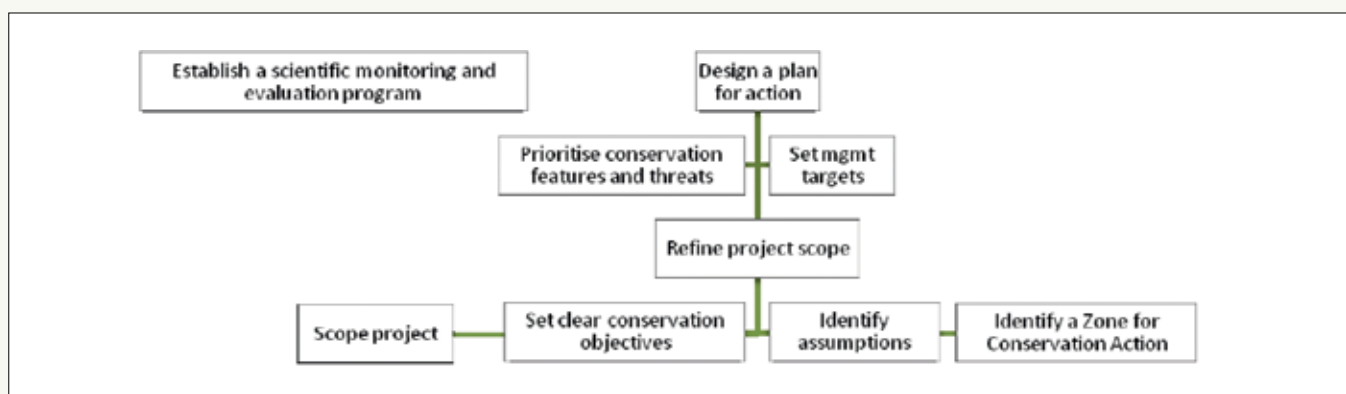 Establish a scientific monitoring and
evaluation program
Design a plan
for action
Prioritise conservation
features and threats
Set mgmt
targets
Refine project scope
Scope project
Set clear conservation
objectives
Identify
assumptions
Identify a Zone for
Conservation Action